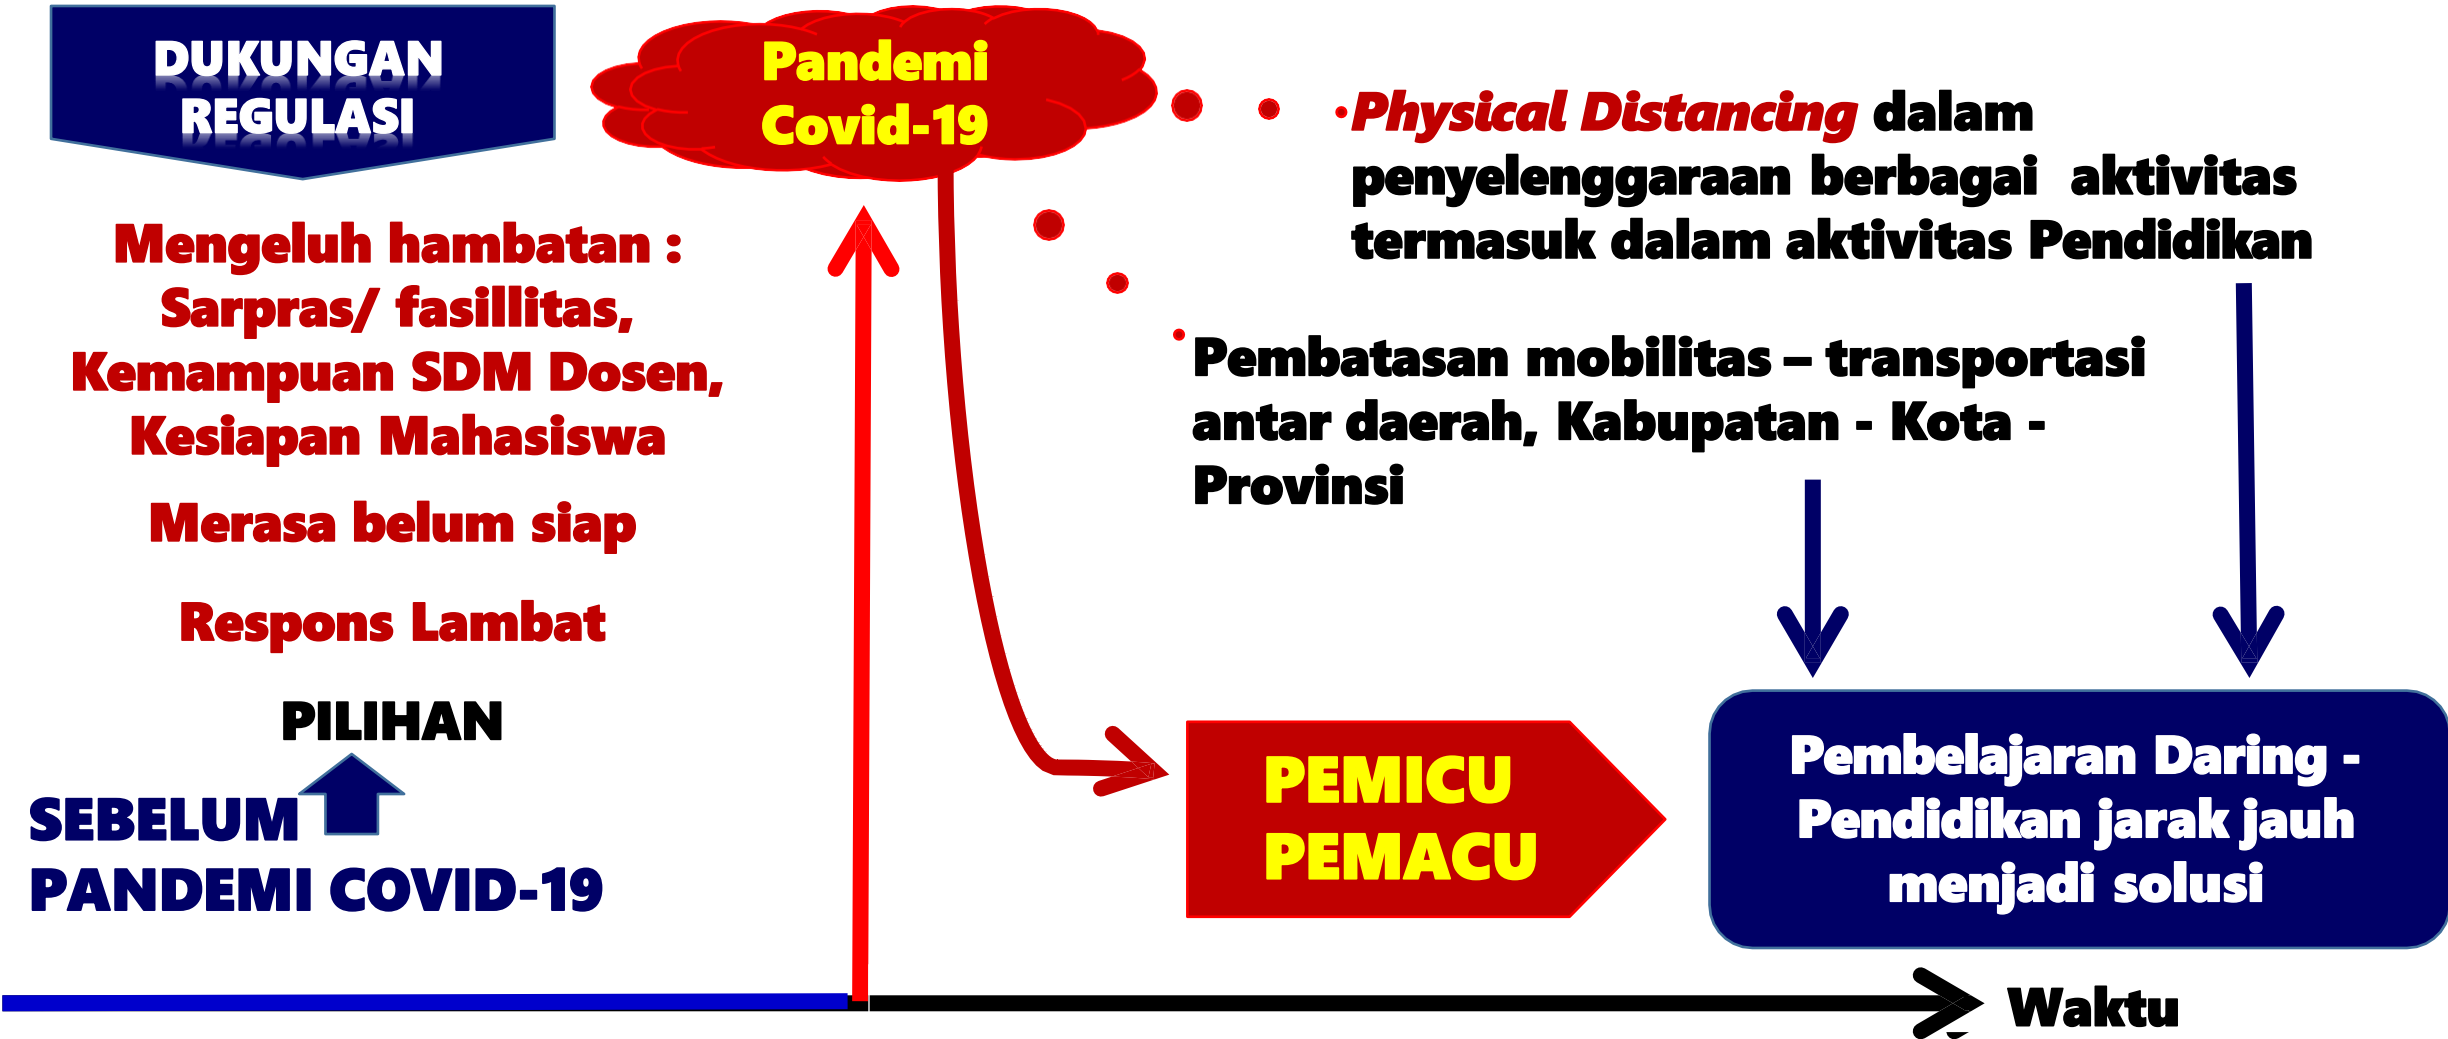 DUKUNGAN
REGULASI
Mengeluh hambatan :
Sarpras/ fasillitas,
Kemampuan SDM Dosen,
Kesiapan Mahasiswa
Merasa belum siap
Respons Lambat
PILIHAN
SEBELUM
PANDEMI COVID-19
Pandemi
Covid-19
Physical Distancing dalam
penyelenggaraan berbagai aktivitas
termasuk dalam aktivitas Pendidikan
Pembatasan mobilitas – transportasi
antar daerah, Kabupatan - Kota -
Provinsi
PEMICU
PEMACU
Pembelajaran Daring -
Pendidikan jarak jauh
menjadi solusi
Waktu